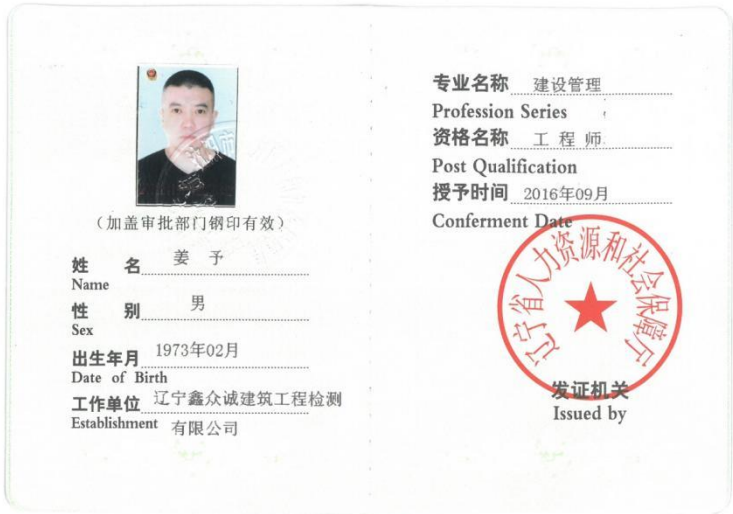 （加盖审批部门钢印有效）
姓 名 姜 予
Name
性 别 男
Sex
出生年月 1973年02月
Date of Birth
工作单位 辽宁鑫众诚建筑工程检测
Establishment 有限公司
专业名称 建设管理
Profession Series
资格名称 工 程 师
Post Qualification
授予时间 2016年09月
Conferment Date
辽宁省人力资源和社会保障厅
发证机关
Issued by